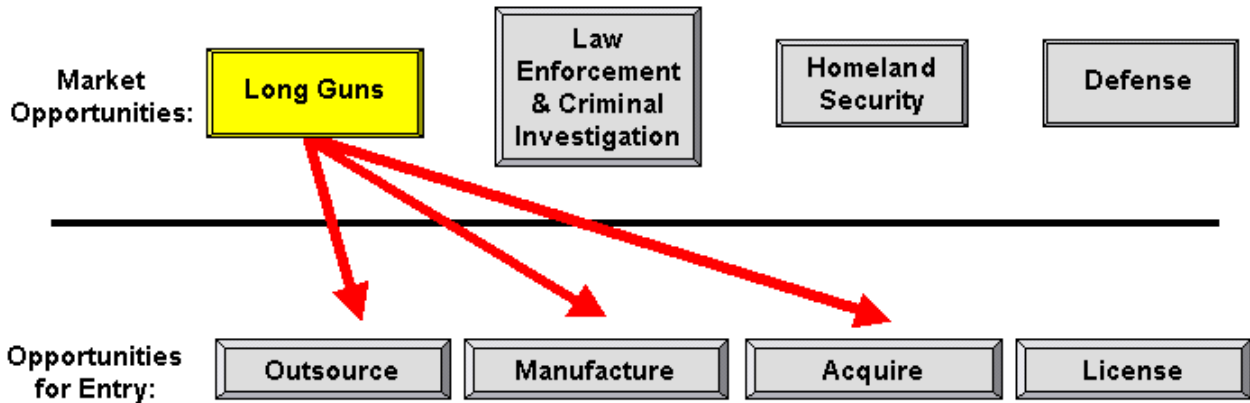 Market
Opportunities:
Long Guns
Law
Enforcement
& Criminal
Investigation
Homeland
Security
Defense
Opportunities
for Entry:
Outsource
Manufacture
Acquire
License